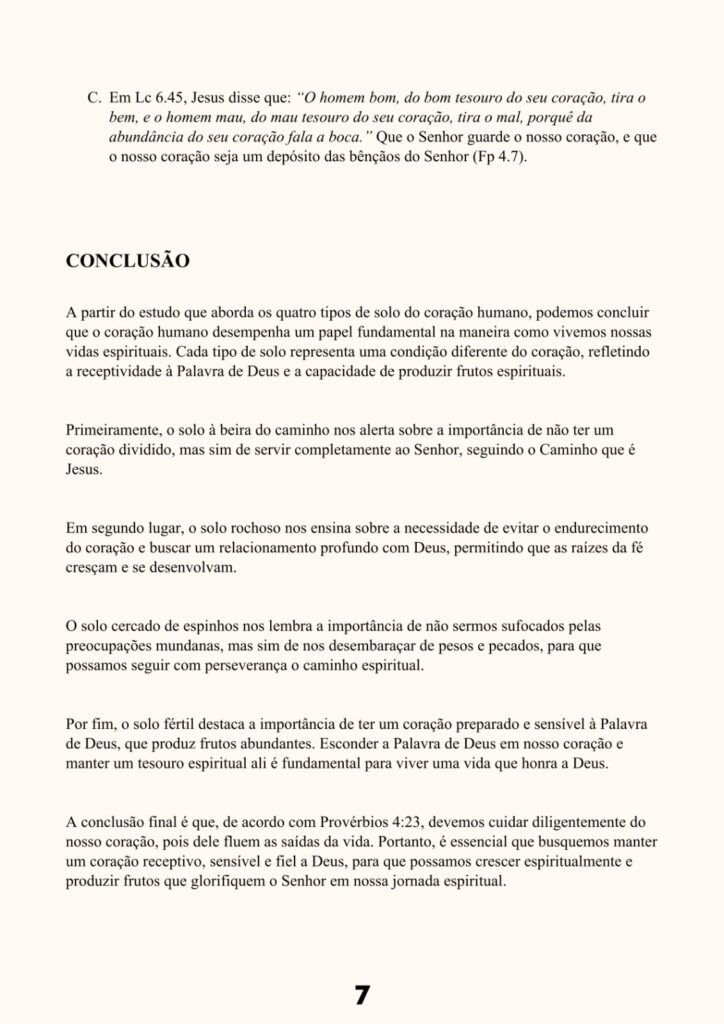 C. Em Lc 6.45, Jesus disse que: “O homem bom, do bom tesouro do seu coração, tira o
bem, e o homem mau, do mau tesouro do seu coração, tira o mal, porquê da
abundância do seu coração fala a boca.” Que o Senhor guarde o nosso coração, e que
o nosso coração seja um depósito das bênçãos do Senhor (Fp 4.7).
CONCLUSÃO
A partir do estudo que aborda os quatro tipos de solo do coração humano, podemos concluir
que o coração humano desempenha um papel fundamental na maneira como vivemos nossas
vidas espirituais. Cada tipo de solo representa uma condição diferente do coração, refletindo
a receptividade à Palavra de Deus e a capacidade de produzir frutos espirituais.
Primeiramente, o solo à beira do caminho nos alerta sobre a importância de não ter um
coração dividido, mas sim de servir completamente ao Senhor, seguindo o Caminho que é
Jesus.
Em segundo lugar, o solo rochoso nos ensina sobre a necessidade de evitar o endurecimento
do coração e buscar um relacionamento profundo com Deus, permitindo que as raízes da fé
cresçam e se desenvolvam.
O solo cercado de espinhos nos lembra a importância de não sermos sufocados pelas
preocupações mundanas, mas sim de nos desembaraçar de pesos e pecados, para que
possamos seguir com perseverança o caminho espiritual.
Por fim, o solo fértil destaca a importância de ter um coração preparado e sensível à Palavra
de Deus, que produz frutos abundantes. Esconder a Palavra de Deus em nosso coração e
manter um tesouro espiritual ali é fundamental para viver uma vida que honra a Deus.
A conclusão final é que, de acordo com Provérbios 4:23, devemos cuidar diligentemente do
nosso coração, pois dele fluem as saídas da vida. Portanto, é essencial que busquemos manter
um coração receptivo, sensível e fiel a Deus, para que possamos crescer espiritualmente e
produzir frutos que glorifiquem o Senhor em nossa jornada espiritual.
7